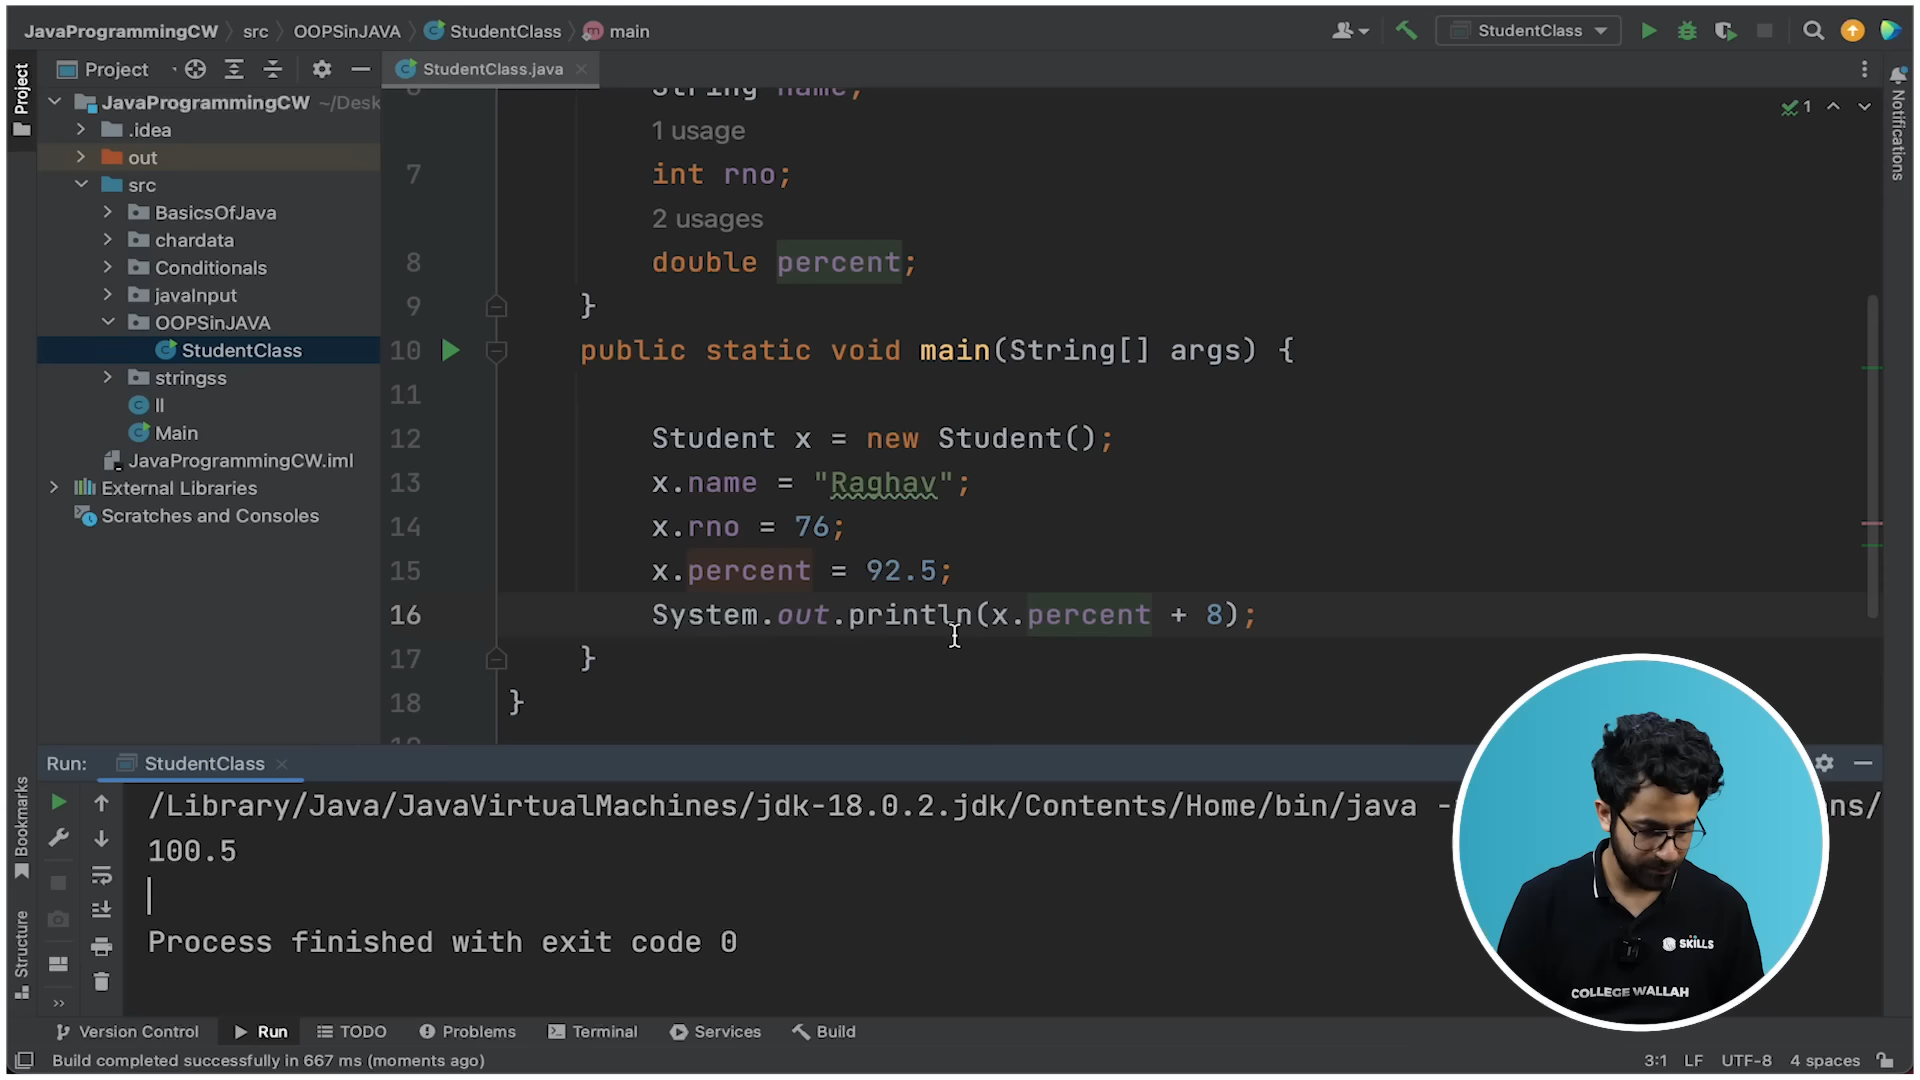 JavaProgrammingCW src OOPSinJAVA StudentClass main
StudentClass
Project
StudentClass.java
Project
JavaProgrammingCW ~/Desk
.idea
out
src
BasicsOfJava
chardata
Conditionals
javaInput
OOPSinJAVA
StudentClass
stringss
ll
Main
JavaProgrammingCW.iml
External Libraries
Scratches and Consoles
Notifications
1
String name;
1 usage
7 int rno;
2 usages
8 double percent;
9 }
10 public static void main(String[] args) {
11
12 Student x = new Student();
13 x.name = "Raghav";
14 x.rno = 76;
15 x.percent = 92.5;
16 System.out.println(x.percent + 8);
17 }
18 }
Run: StudentClass
/Library/Java/JavaVirtualMachines/jdk-18.0.2.jdk/Contents/Home/bin/java -
ns/
100.5
Process finished with exit code 0
Bookmarks
Structure
SKILLS
COLLEGE WALLAH
Version Control Run TODO Problems Terminal Services Build
Build completed successfully in 667 ms (moments ago)
3:1 LF UTF-8 4 spaces